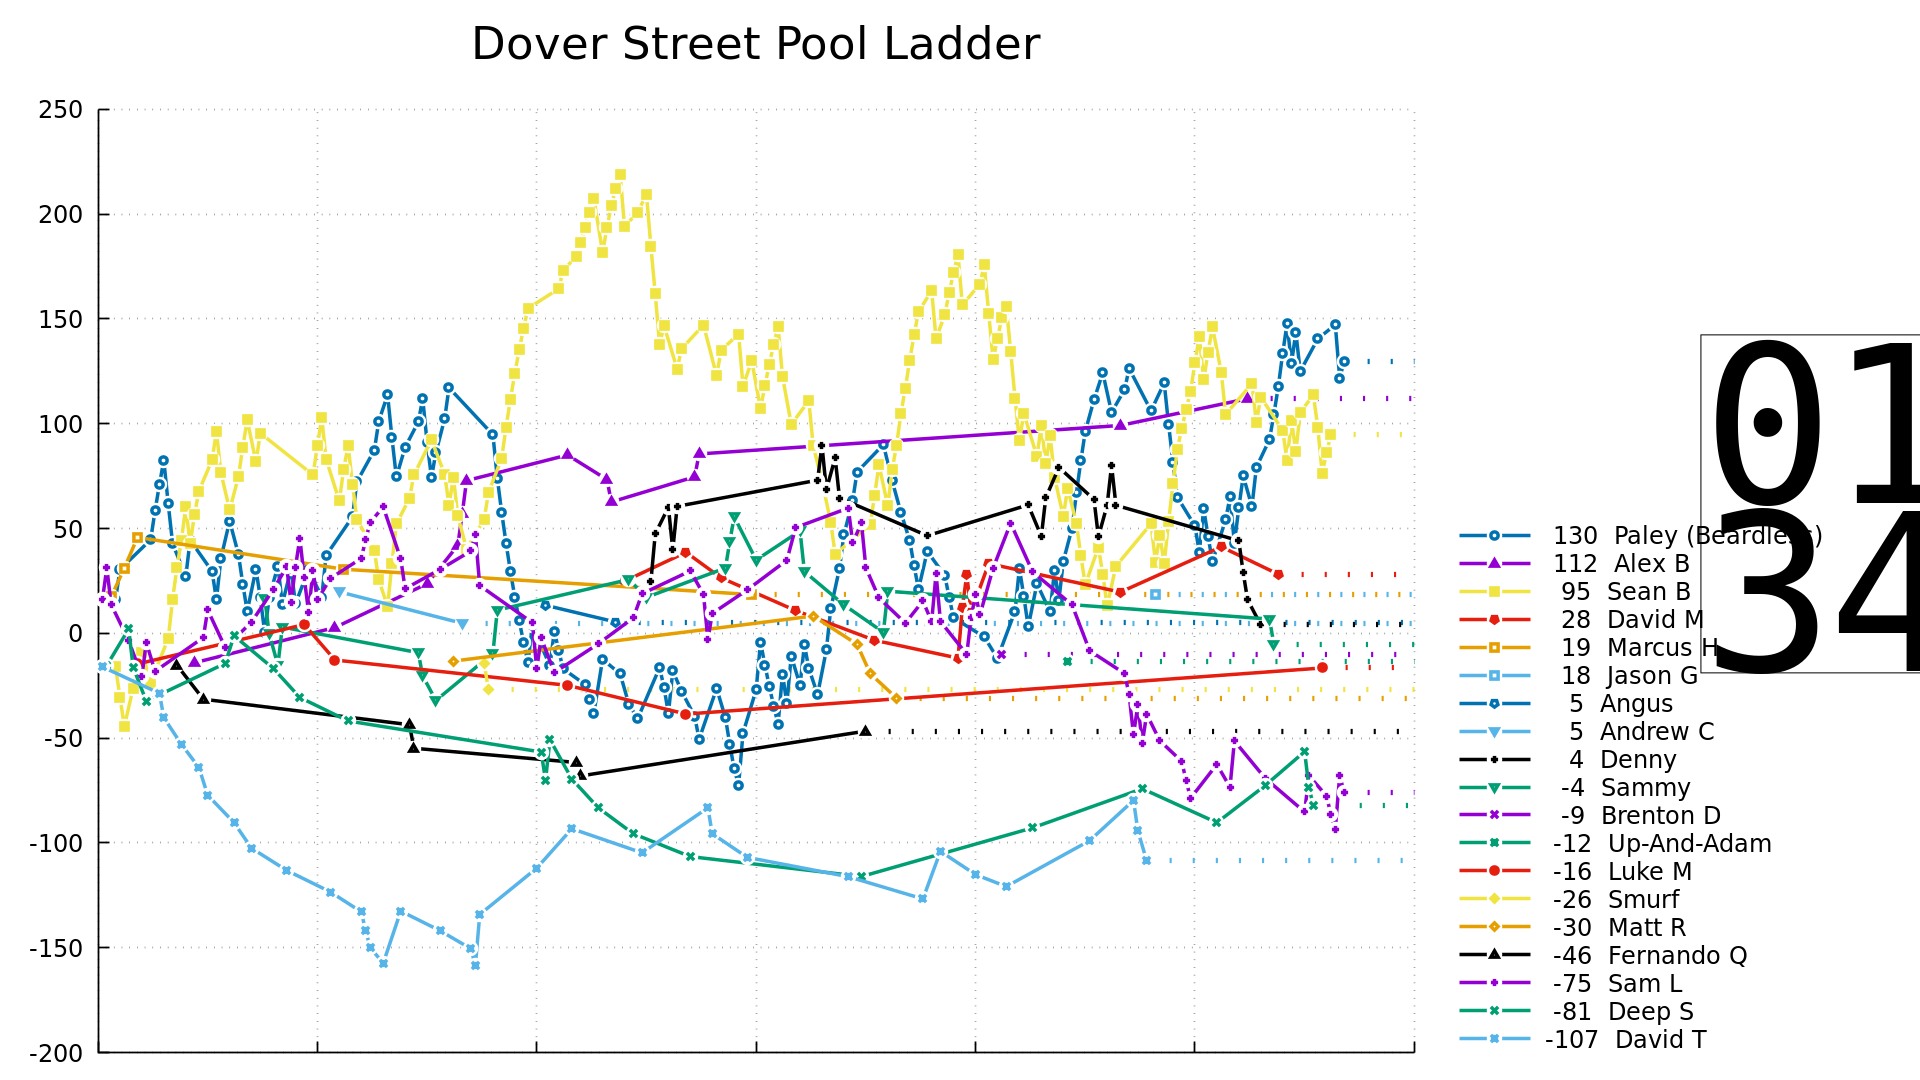 Dover Street Pool Ladder
250
200
150
100
50
0
-50
-100
-150
-200
130 Paley (Beardless)
112 Alex B
95 Sean B
28 David M
19 Marcus H
18 Jason G
5 Angus
5 Andrew C
4 Denny
-4 Sammy
-9 Brenton D
-12 Up-And-Adam
-16 Luke M
-26 Smurf
-30 Matt R
-46 Fernando Q
-75 Sam L
-81 Deep S
-107 David T
01
34